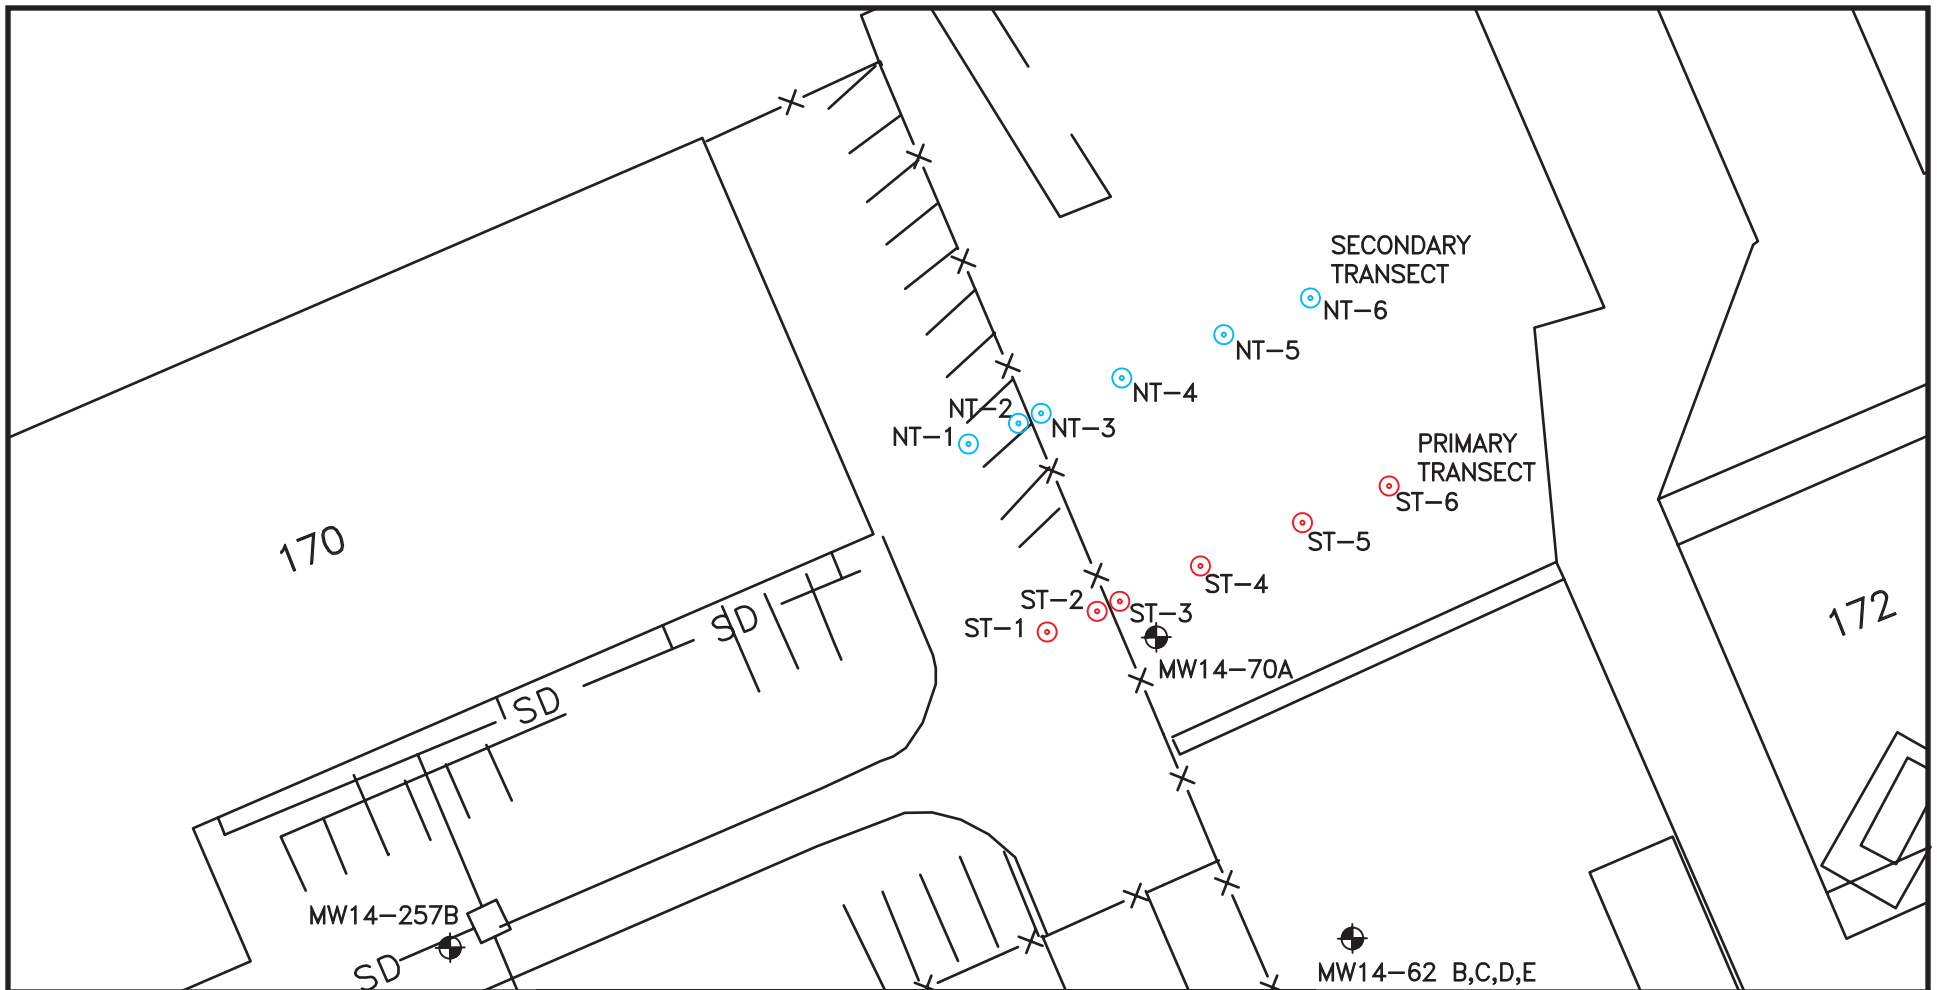 SECONDARY
TRANSECT
NT-6
NT-5
NT-4
NT-2
NT-3
NT-1
PRIMARY
TRANSECT
ST-6
ST-5
170
ST-4
ST-2
ST-3
172
SD
ST-1
MW14-70A
SD
MW14-257B
SD
MW14-62 B,C,D,E